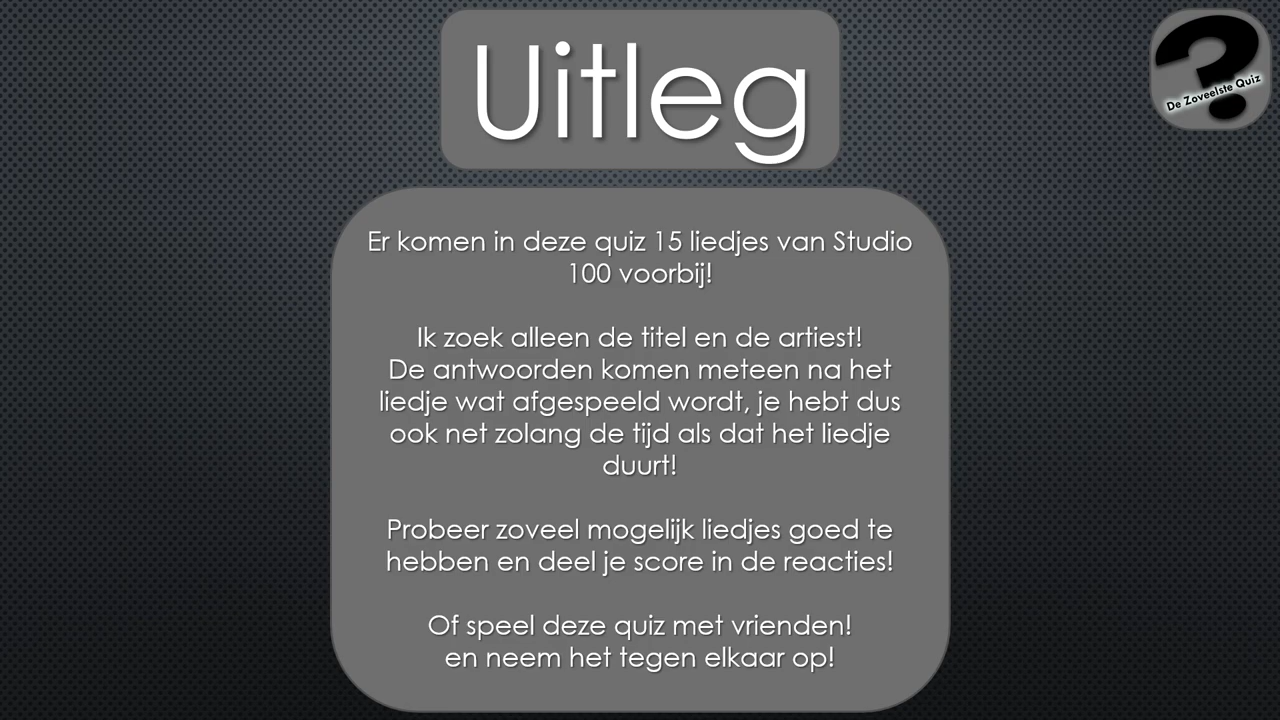 Uitleg
De Zoveelste Quiz
Er komen in deze quiz 15 liedjes van Studio
100 voorbij!
Ik zoek alleen de titel en de artiest!
De antwoorden komen meteen na het
liedje wat afgespeeld wordt, je hebt dus
ook net zolang de tijd als dat het liedje
duurt!
Probeer zoveel mogelijk liedjes goed te
hebben en deel je score in de reacties!
Of speel deze quiz met vrienden!
en neem het tegen elkaar op!